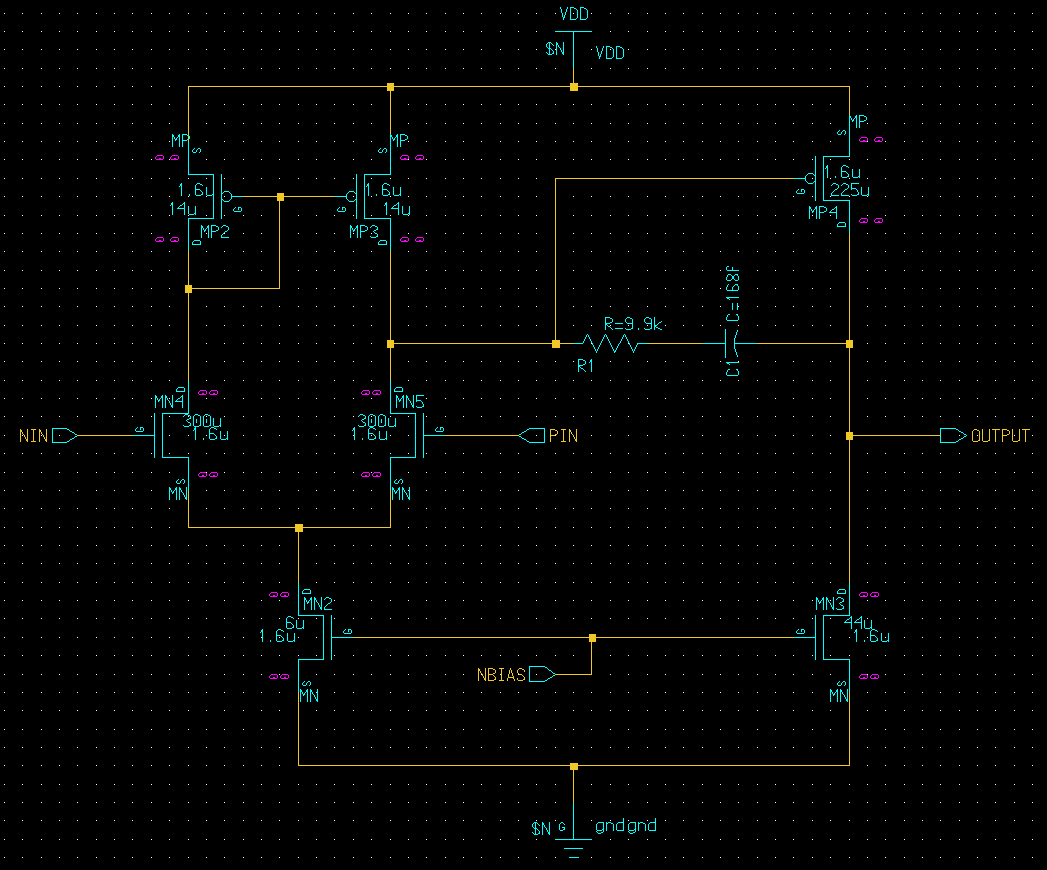 VDD
$N VDD
MP S
1.6u
14u
G
MP2
D
MP
S
1.6u
14u
G
MP3
D
MP
S
1.6u
225u
G
MP4
D
R=9.9k
R1
C=168f
C1
D
MN4
G
300u
1.6u
NIN
S
MN
D
MN5
300u
1.6u
G
PIN
S
MN
OUTPUT
D
MN2
6u
1.6u
G
S
MN
NBIAS
D
MN3
G
44u
1.6u
S
MN
$N G gndgnd